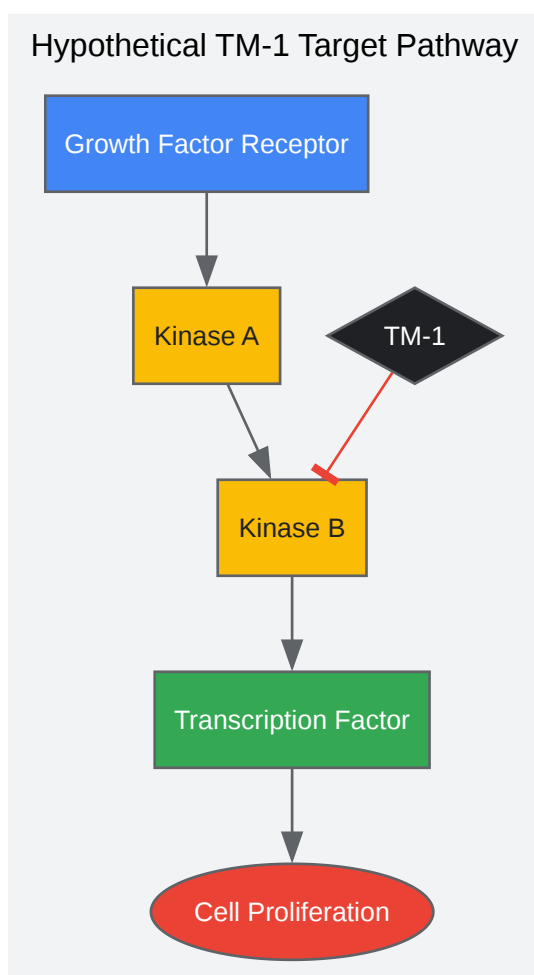 Hypothetical TM-1 Target Pathway
Growth Factor Receptor
Kinase A
TM-1
Kinase B
Transcription Factor
Cell Proliferation